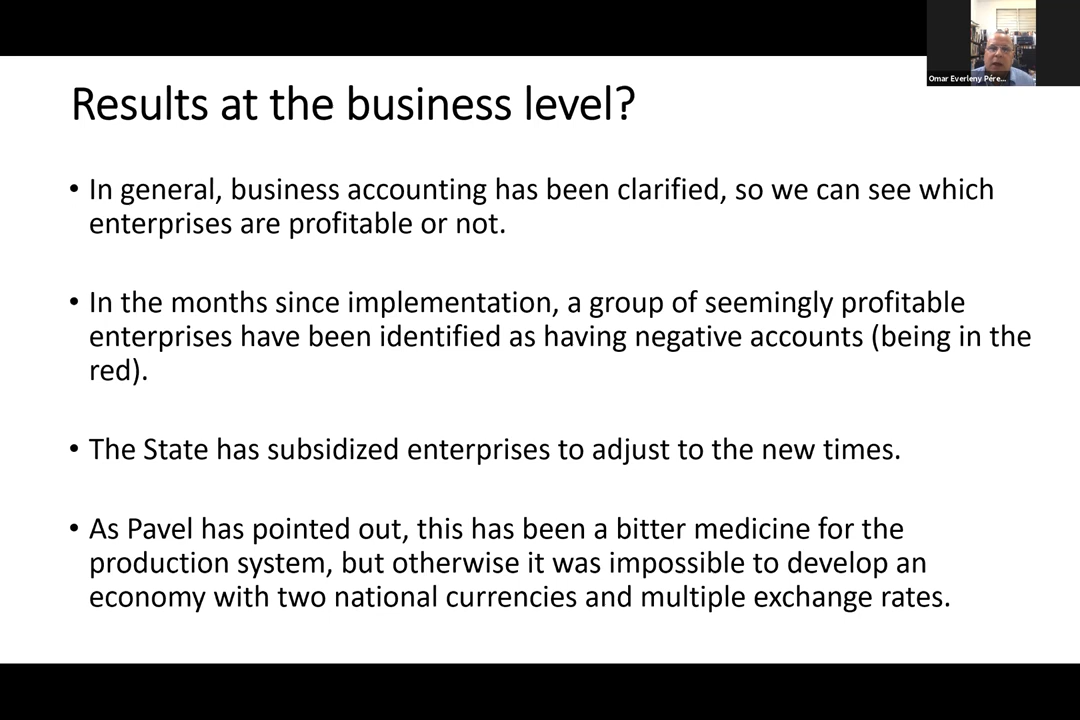 Omar Everleny Pére...
Results at the business level?
• In general, business accounting has been clarified, so we can see which
enterprises are profitable or not.
• In the months since implementation, a group of seemingly profitable
enterprises have been identified as having negative accounts (being in the
red).
• The State has subsidized enterprises to adjust to the new times.
• As Pavel has pointed out, this has been a bitter medicine for the
production system, but otherwise it was impossible to develop an
economy with two national currencies and multiple exchange rates.